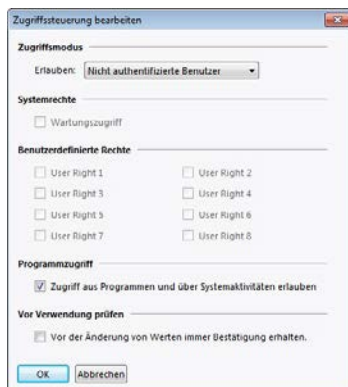 Zugriffssteuerung bearbeiten
Zugriffsmodus
Erlauben: Nicht authentifizierte Benutzer
Systemrechte
Wartungszugriff
Benutzerdefinierte Rechte
User Right 1 User Right 2
User Right 3 User Right 4
User Right 5 User Right 6
User Right 7 User Right 8
Programmzugriff
Zugriff aus Programmen und über Systemaktivitäten erlauben
Vor Verwendung prüfen
Vor der Änderung von Werten immer Bestätigung erhalten.
OK Abbrechen